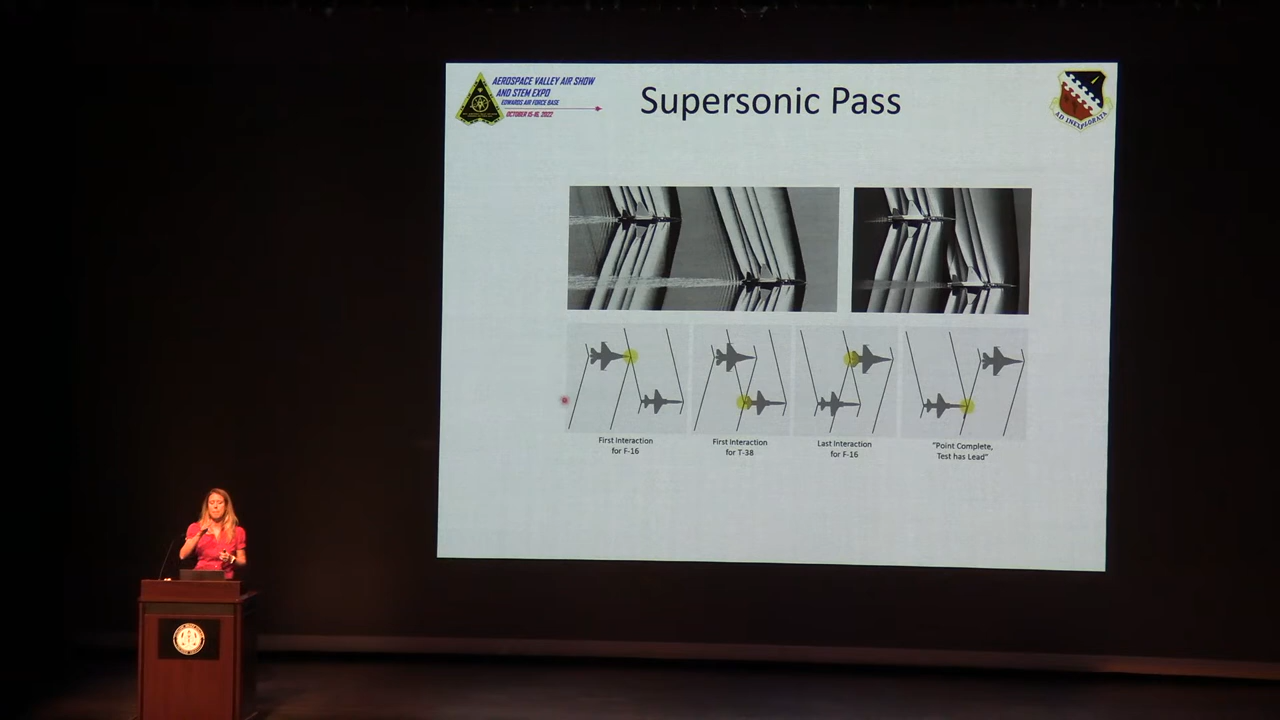 AEROSPACE VALLEY AIR SHOW
AND STEM EXPO
EDWARDS AIR FORCE BASE
OCTOBER 15-16, 2022
Supersonic Pass
AD INEXPLORATA
First Interaction
for F-16
First Interaction
for T-38
Last Interaction
for F-16
"Point Complete,
Test has Lead"